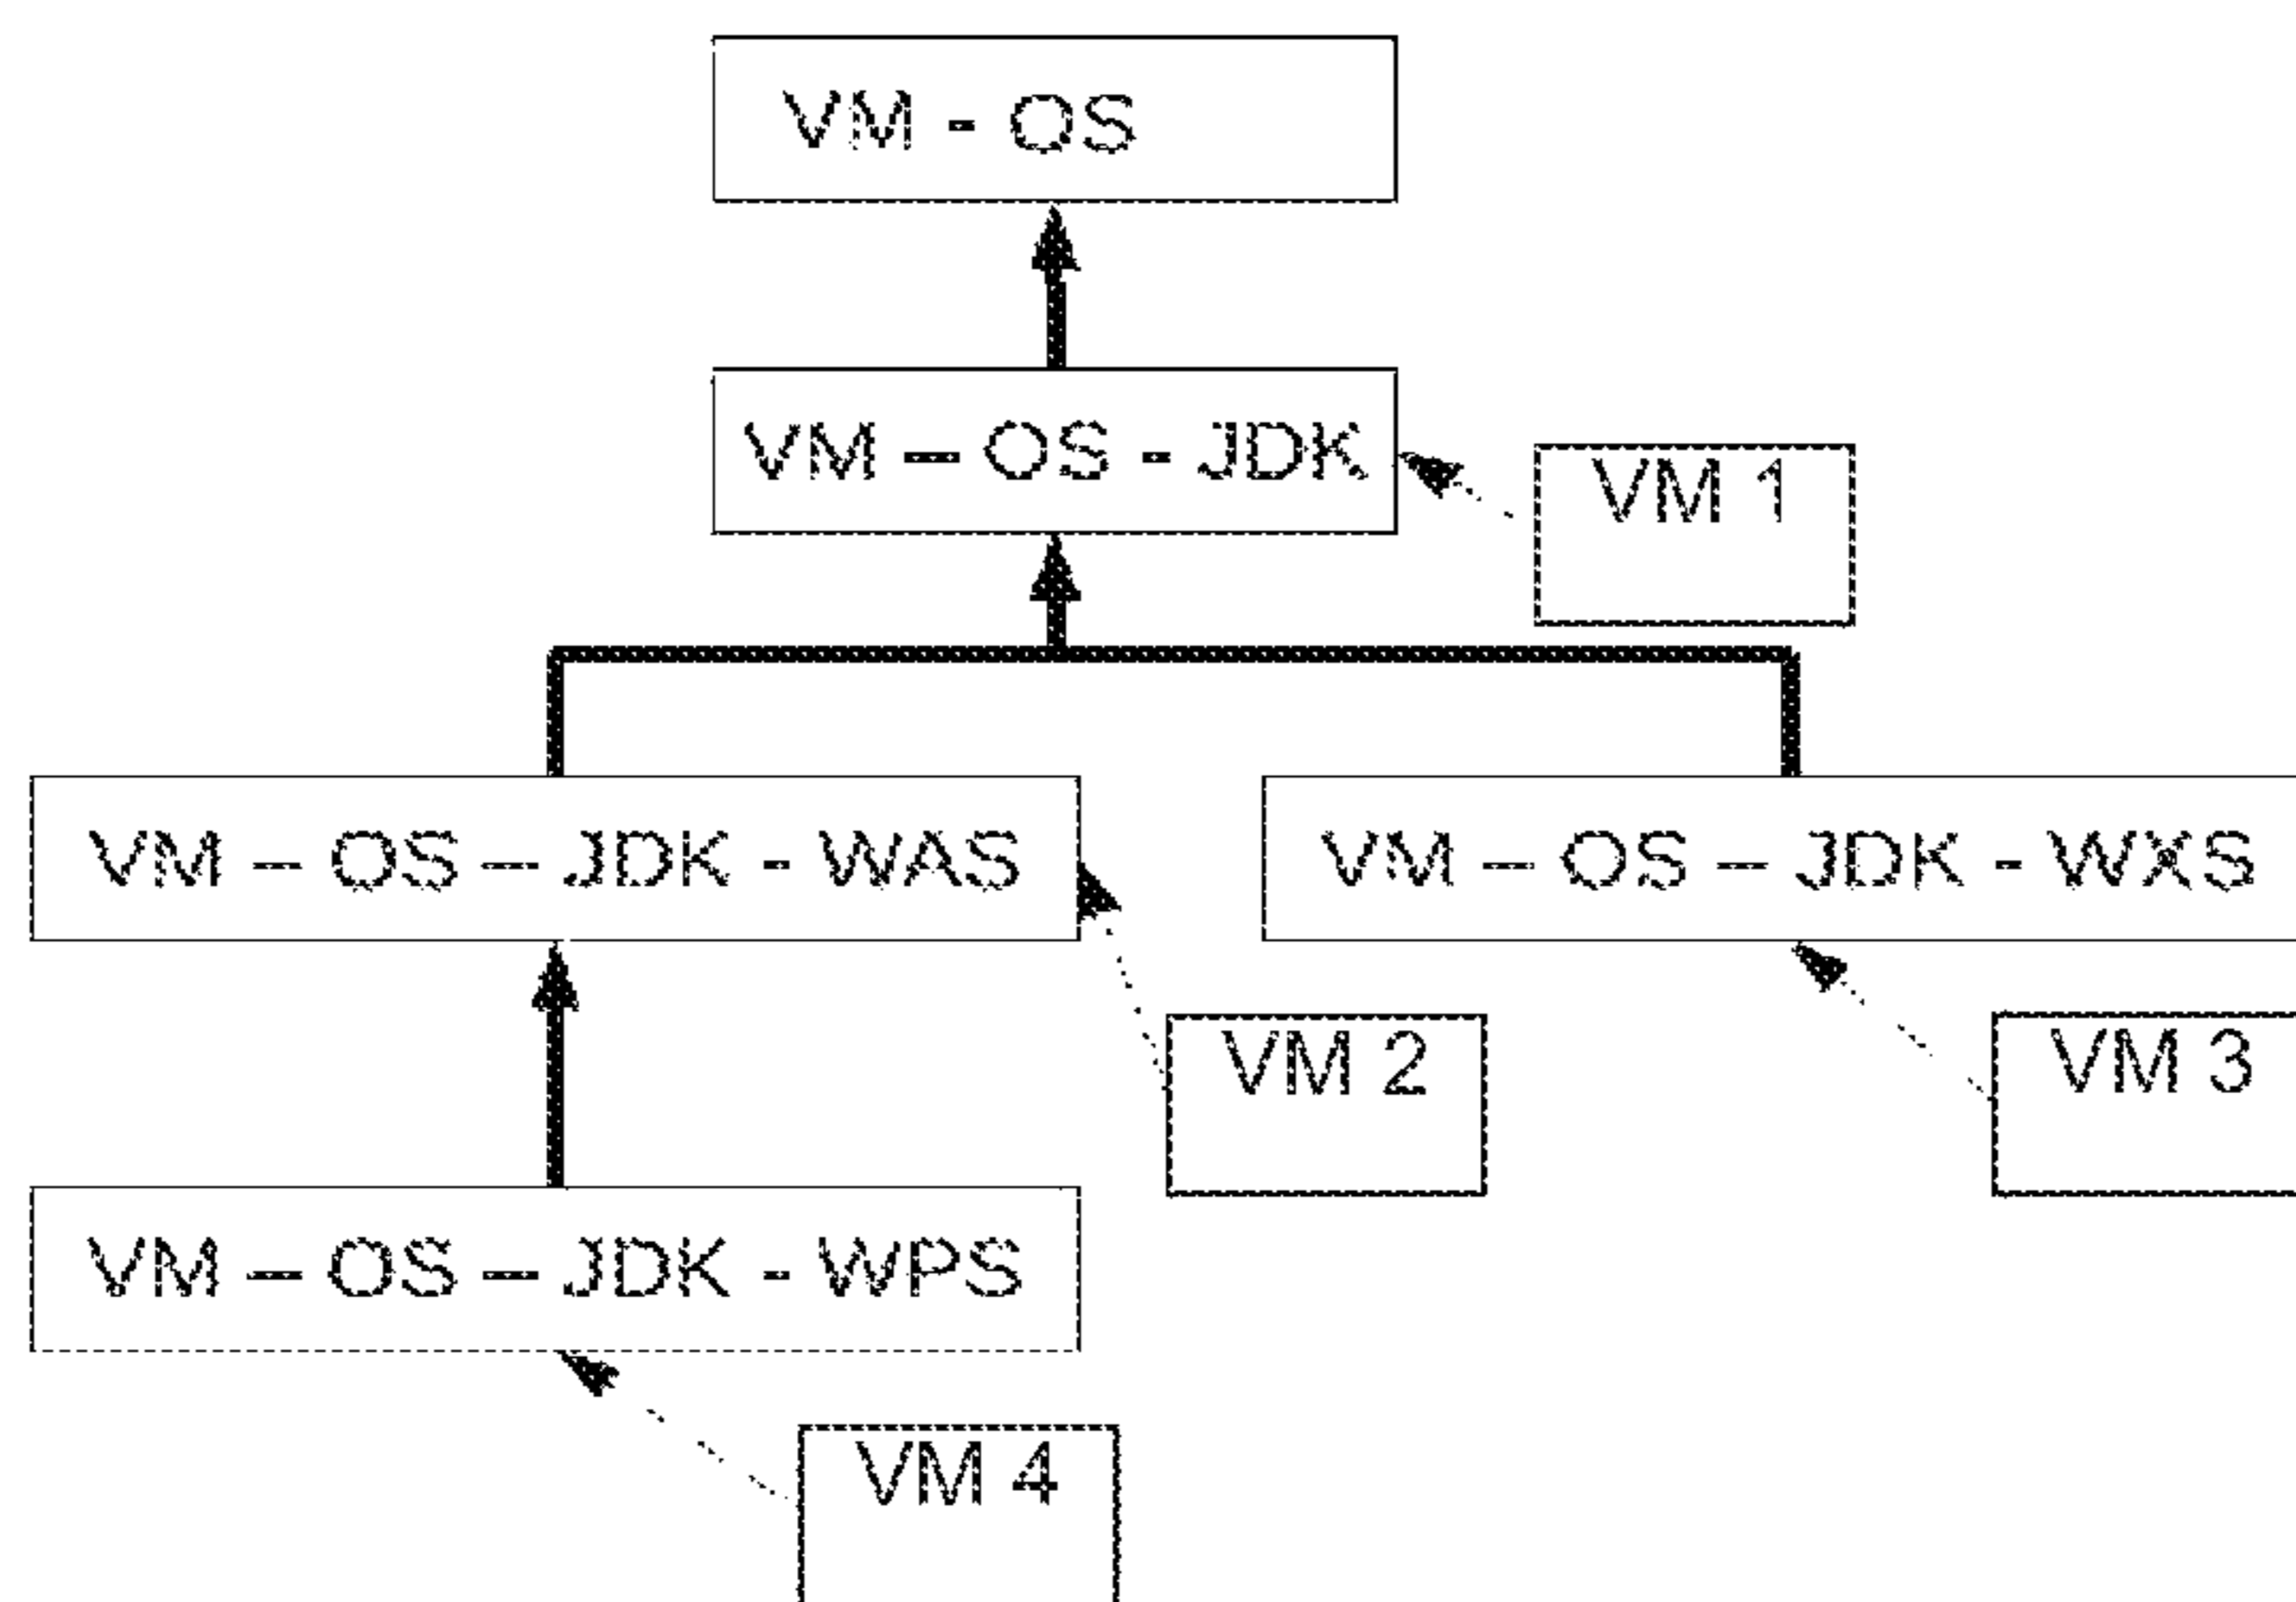 VM - OS
VM – OS - JDK
VM 1
VM – OS – JDK - WAS
VM – OS – JDK - WXS
VM 2
VM 3
VM – OS – JDK - WPS
VM 4